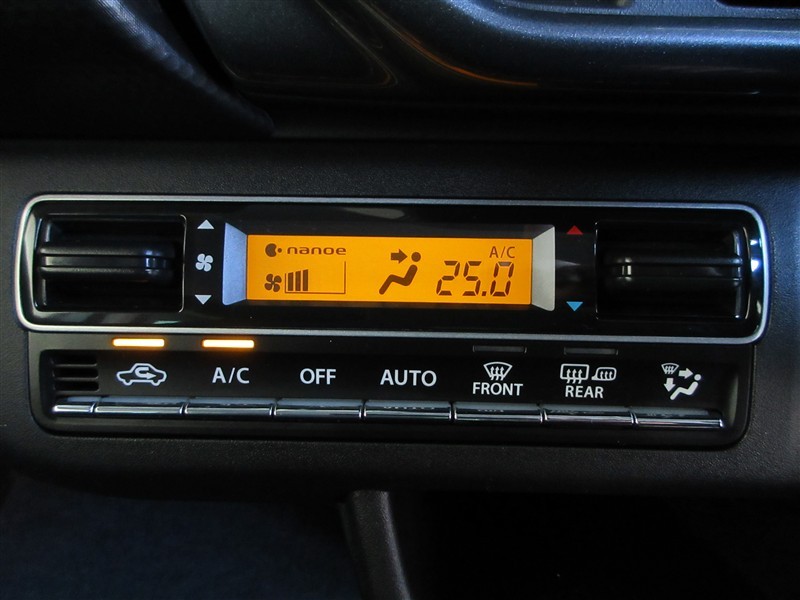 nanoe
A/C
25.0
A/C
OFF
AUTO
FRONT
REAR